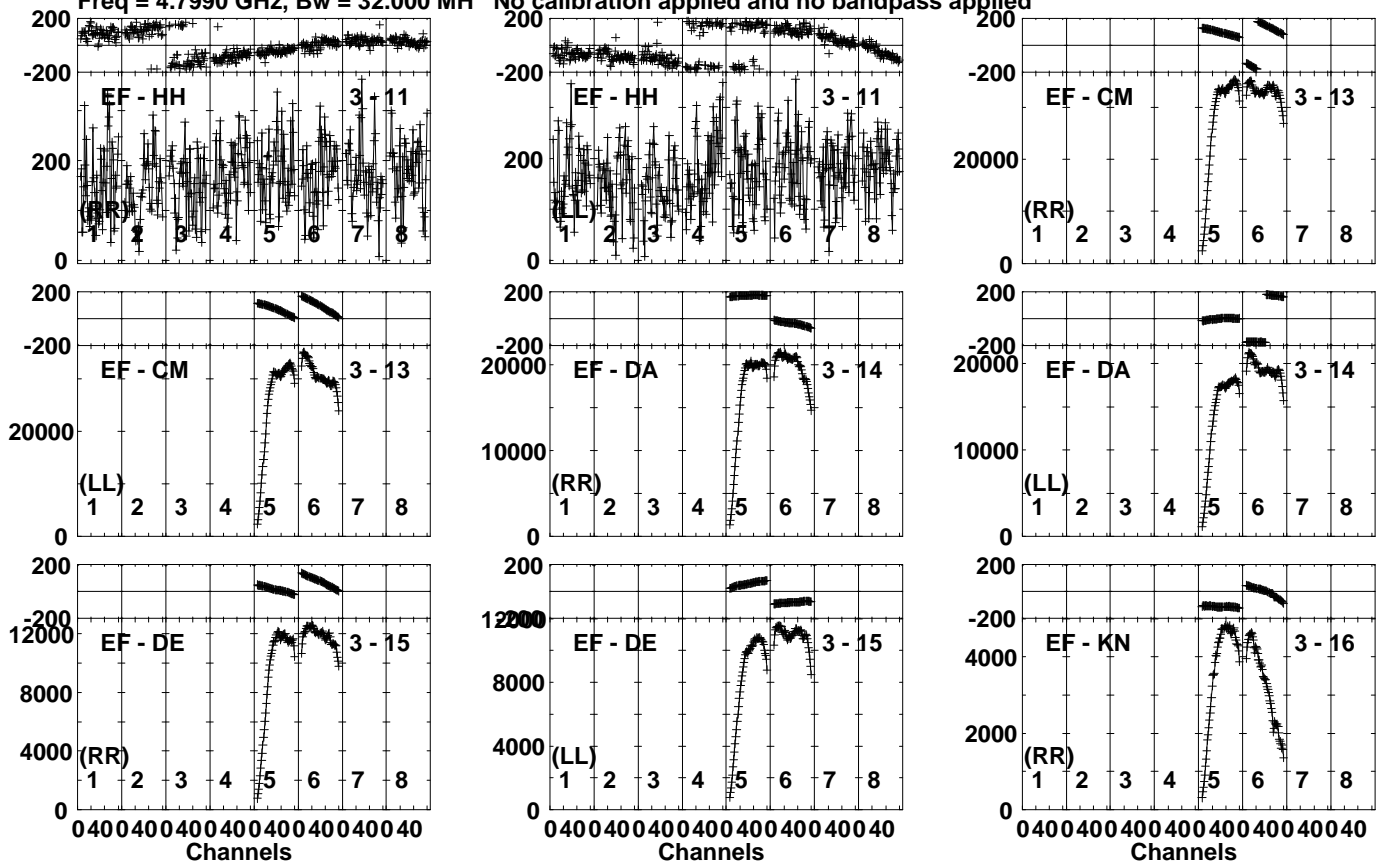 Freq = 4.7990 GHz, Bw = 32.000 MH No calibration applied and no bandpass applied
200
-200
EF - HH 3 - 11
200
(RR)
1 2 3 4 5 6 7 8
0
200
-200
EF - HH 3 - 11
200
(LL)
1 2 3 4 5 6 7 8
0
200
-200
EF - CM 3 - 13
20000
(RR)
1 2 3 4 5 6 7 8
0
200
-200
EF - CM 3 - 13
20000
(LL)
1 2 3 4 5 6 7 8
0
200
-200
20000
EF - DA 3 - 14
10000
(RR)
1 2 3 4 5 6 7 8
0
200
-200
20000
EF - DA 3 - 14
10000
(LL)
1 2 3 4 5 6 7 8
0
200
-200
12000
EF - DE 3 - 15
8000
4000
(RR)
1 2 3 4 5 6 7 8
0
0 40 0 40 0 40 0 40 0 40 0 40 0 40 0 40
Channels
200
-200
12000
EF - DE 3 - 15
8000
4000
(LL)
1 2 3 4 5 6 7 8
0
0 40 0 40 0 40 0 40 0 40 0 40 0 40 0 40
Channels
200
-200
EF - KN 3 - 16
4000
2000
(RR)
1 2 3 4 5 6 7 8
0
0 40 0 40 0 40 0 40 0 40 0 40 0 40 0 40
Channels